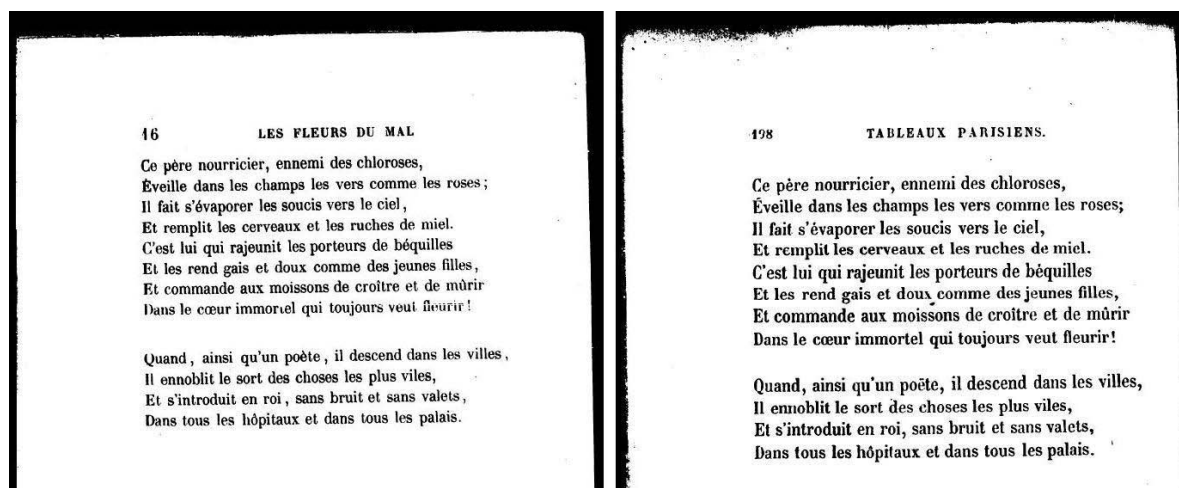 16 LES FLEURS DU MAL
Ce père nourricier, ennemi des chloroses,
Éveille dans les champs les vers comme les roses ;
Il fait s'évaporer les soucis vers le ciel ,
Et remplit les cerveaux et les ruches de miel.
C'est lui qui rajeunit les porteurs de béquilles
Et les rend gais et doux comme des jeunes filles ,
Et commande aux moissons de croître et de mûrir
Dans le cœur immortel qui toujours veut fleurir !
Quand , ainsi qu'un poète , il descend dans les villes ,
Il ennoblit le sort des choses les plus viles,
Et s'introduit en roi , sans bruit et sans valets ,
Dans tous les hôpitaux et dans tous les palais.
198 TABLEAUX PARISIENS.
Ce père nourricier, ennemi des chloroses,
Éveille dans les champs les vers comme les roses;
Il fait s'évaporer les soucis vers le ciel,
Et remplit les cerveaux et les ruches de miel.
C'est lui qui rajeunit les porteurs de béquilles
Et les rend gais et doux comme des jeunes filles,
Et commande aux moissons de croître et de mûrir
Dans le cœur immortel qui toujours veut fleurir!
Quand, ainsi qu'un poëte, il descend dans les villes,
Il ennoblit le sort des choses les plus viles,
Et s'introduit en roi, sans bruit et sans valets,
Dans tous les hôpitaux et dans tous les palais.